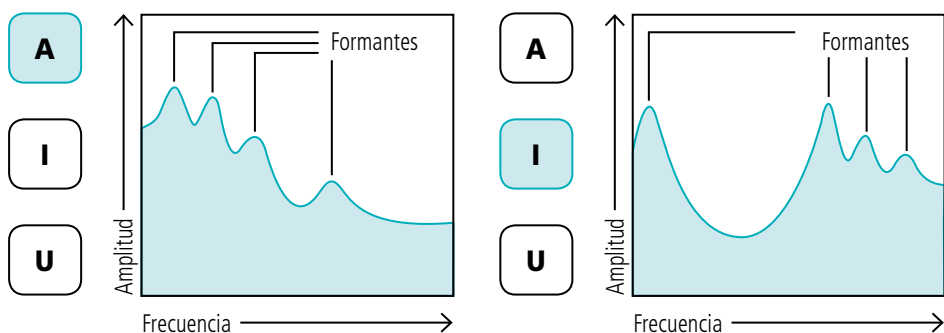 A
I
U
Amplitud
Formantes
Frecuencia
A
I
U
Amplitud
Formantes
Frecuencia